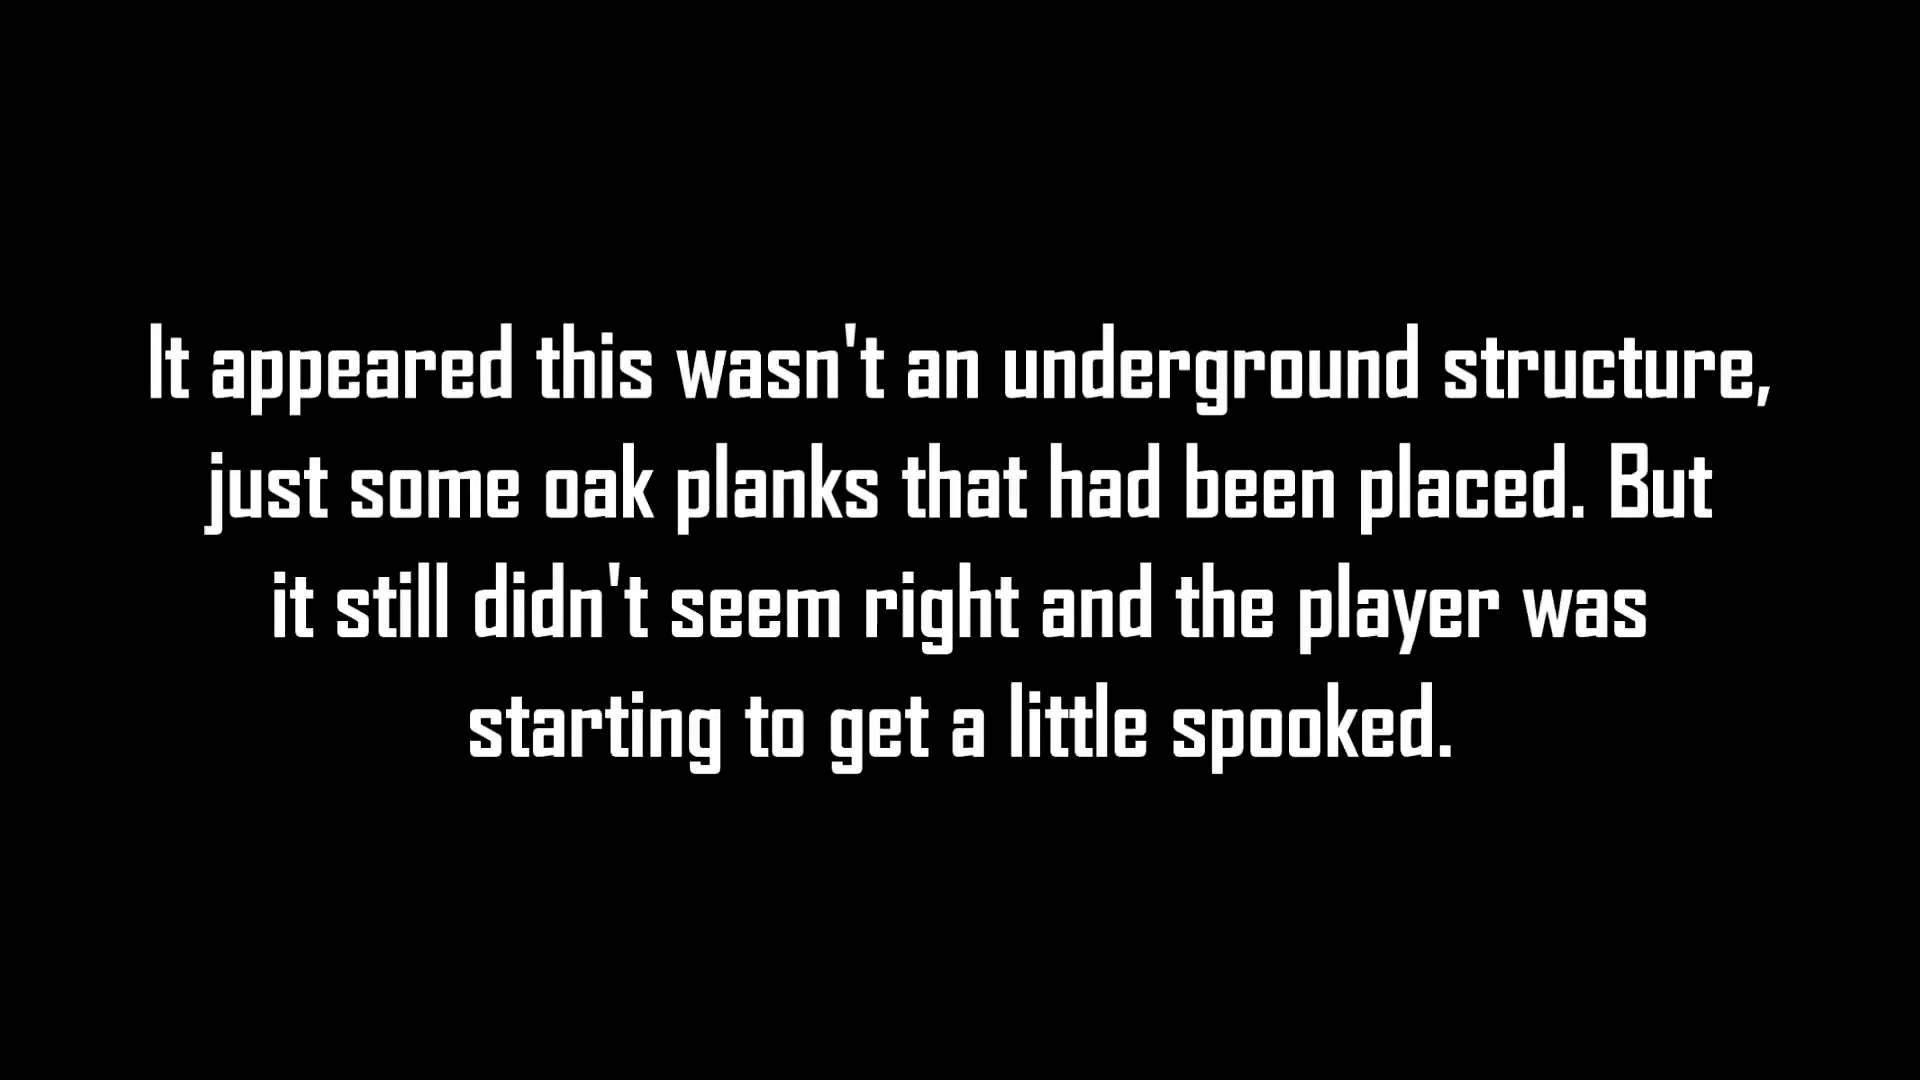 It appeared this wasn't an underground structure,
just some oak planks that had been placed. But
it still didn't seem right and the player was
starting to get a little spooked.